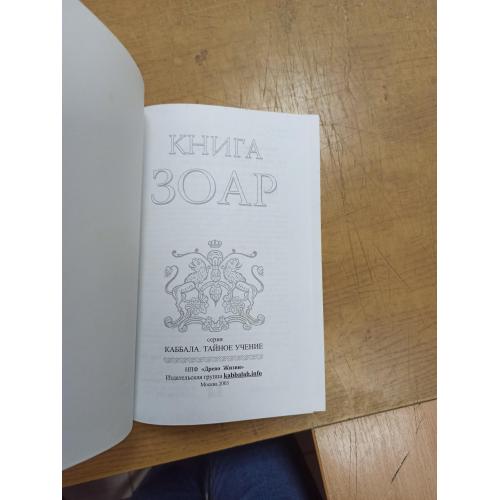 КНИГА
ЗОАР
серия
КАББАЛА. ТАЙНОЕ УЧЕНИЕ
НПФ «Древо Жизни»
Издательская группа kabbalah.info
Москва 2003